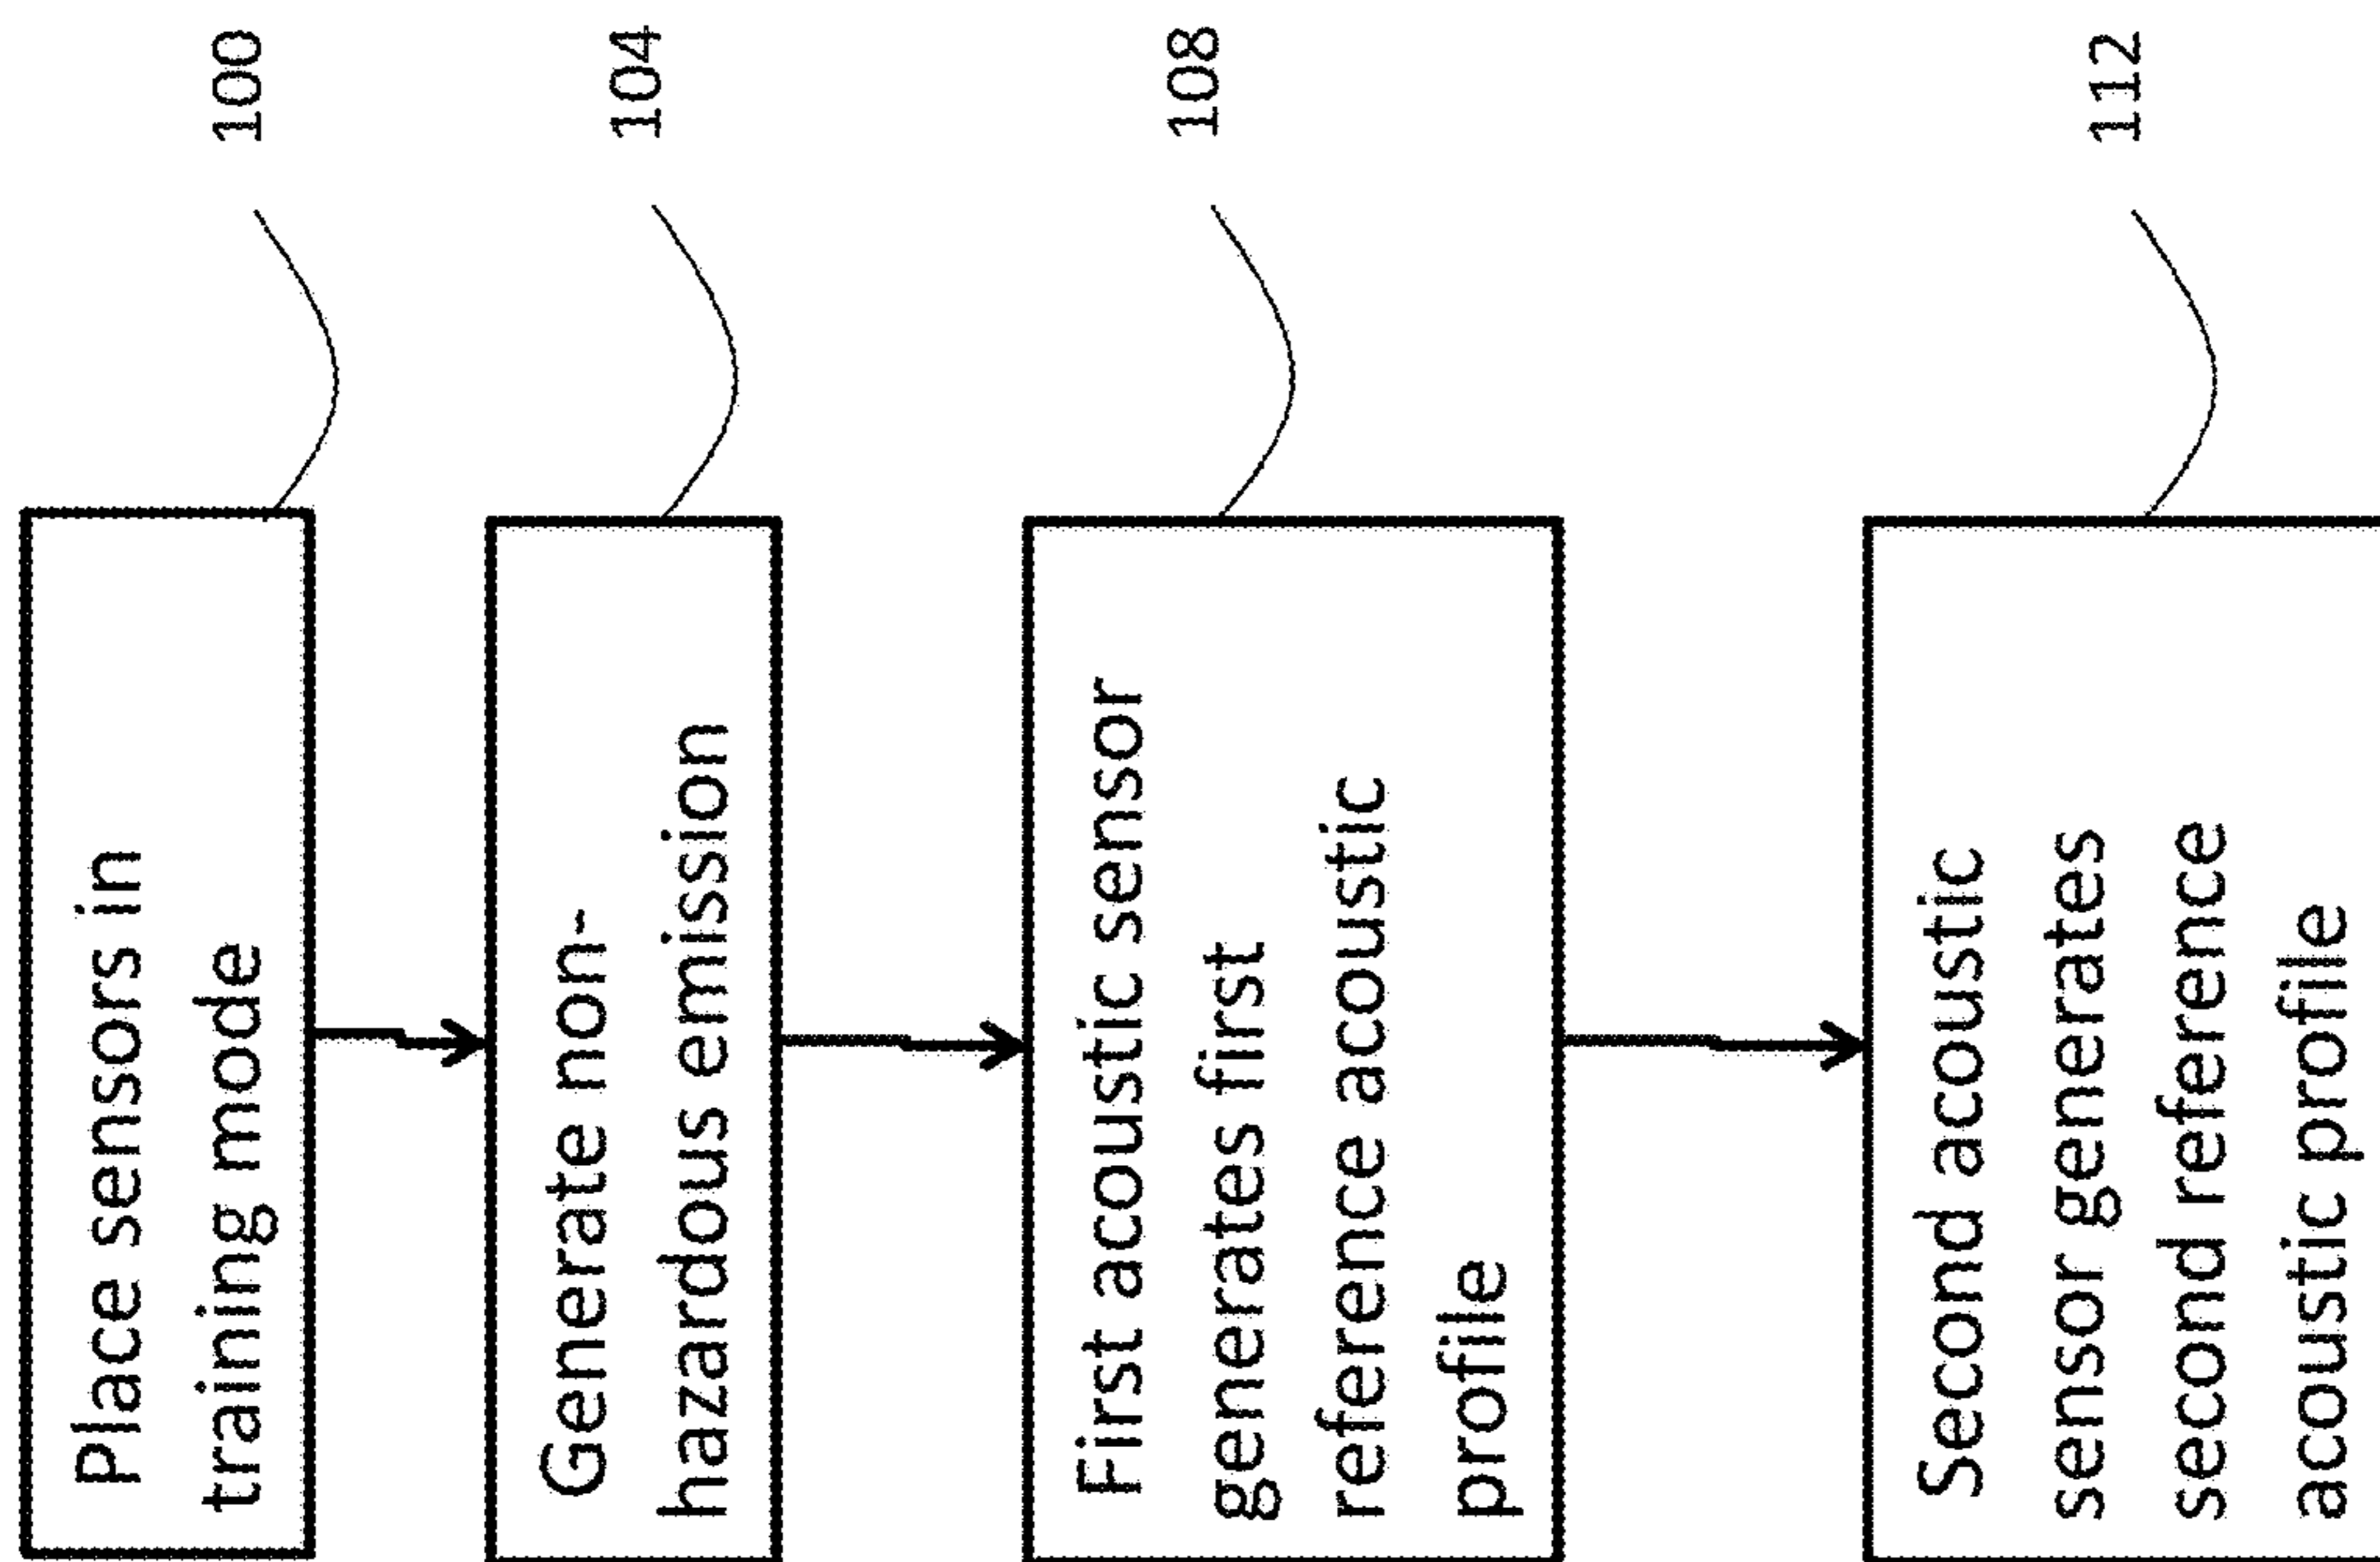 Place sensors in
training mode
100
Generate non-
hazardous emission
104
First acoustic sensor
generates first
reference acoustic
profile
108
Second acoustic
sensor generates
second reference
acoustic profile
112